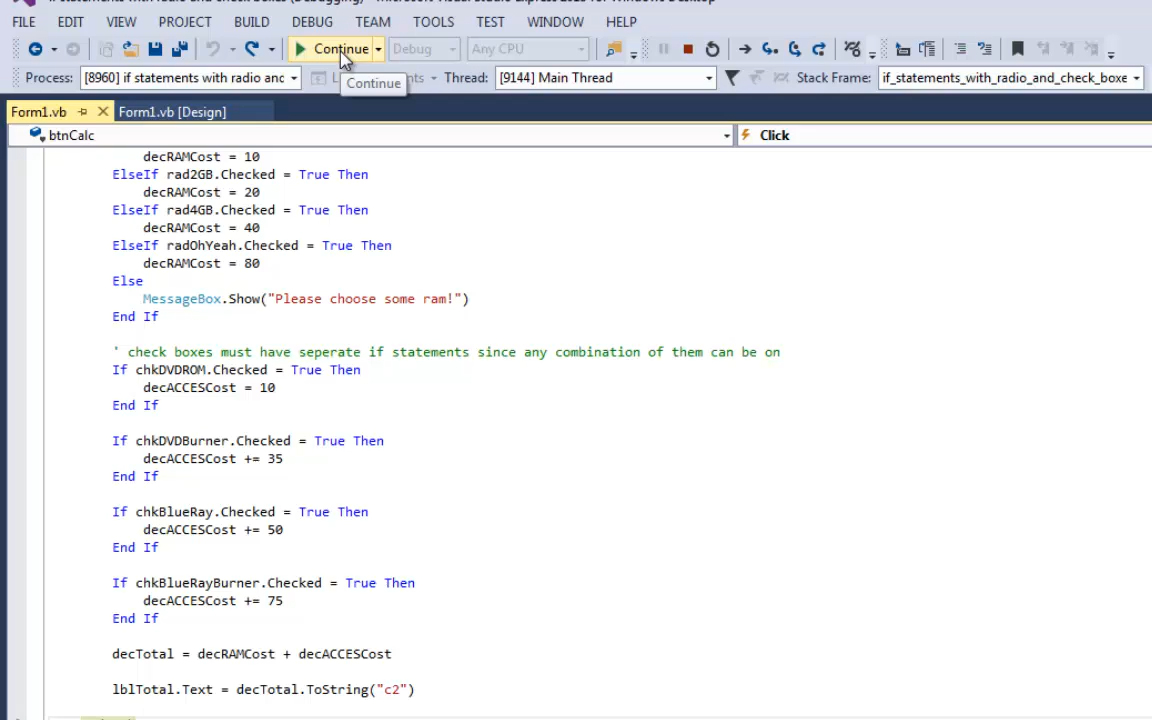 FILE EDIT VIEW PROJECT BUILD DEBUG TEAM TOOLS TEST WINDOW HELP
Continue Debug Any CPU
Process: [8960] if statements with radio and Thread: [9144] Main Thread Stack Frame: if_statements_with_radio_and_check_boxe
Continue
Form1.vb Form1.vb [Design]
btnCalc Click
decRAMCost = 10
ElseIf rad2GB.Checked = True Then
decRAMCost = 20
ElseIf rad4GB.Checked = True Then
decRAMCost = 40
ElseIf radOhYeah.Checked = True Then
decRAMCost = 80
Else
MessageBox.Show("Please choose some ram!")
End If
' check boxes must have seperate if statements since any combination of them can be on
If chkDVDROM.Checked = True Then
decACCESCost = 10
End If
If chkDVDBurner.Checked = True Then
decACCESCost += 35
End If
If chkBlueRay.Checked = True Then
decACCESCost += 50
End If
If chkBlueRayBurner.Checked = True Then
decACCESCost += 75
End If
decTotal = decRAMCost + decACCESCost
lblTotal.Text = decTotal.ToString("c2")